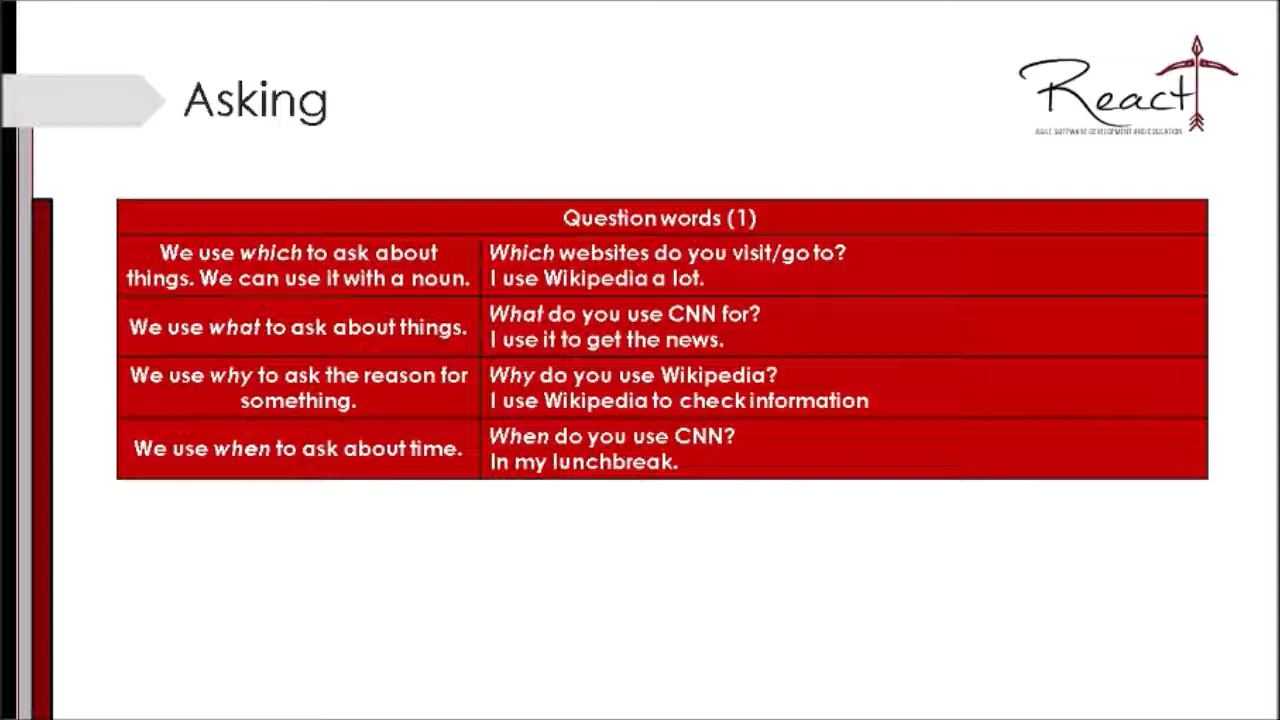 Asking
React
AGILE SOFTWARE DEVELOPMENT AND EDUCATION
Question words (1)
We use which to ask about
things. We can use it with a noun.
Which websites do you visit/go to?
I use Wikipedia a lot.
We use what to ask about things.
What do you use CNN for?
I use it to get the news.
We use why to ask the reason for
something.
Why do you use Wikipedia?
I use Wikipedia to check information
We use when to ask about time.
When do you use CNN?
In my lunchbreak.